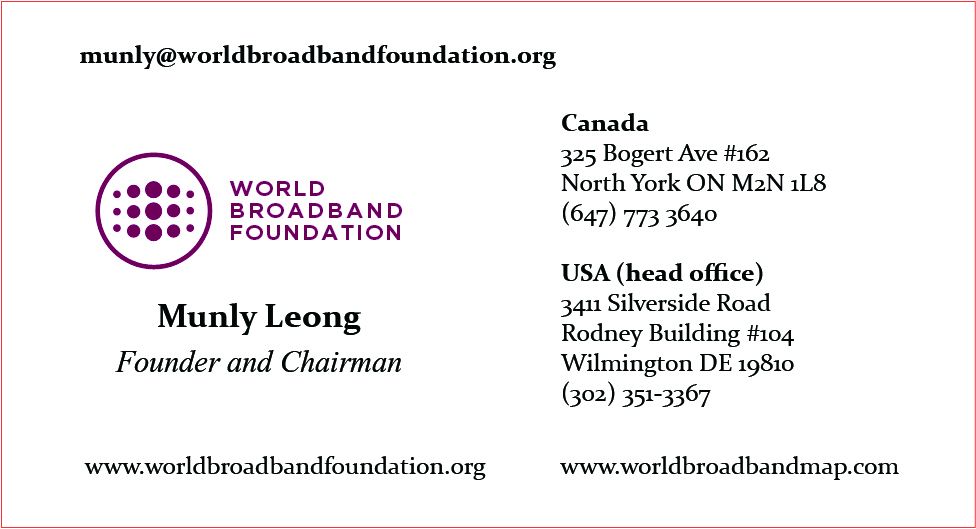 munly@worldbroadbandfoundation.org
WORLD
BROADBAND
FOUNDATION
Munly Leong
Founder and Chairman
Canada
325 Bogert Ave #162
North York ON M2N 1L8
(647) 773 3640
USA (head office)
3411 Silverside Road
Rodney Building #104
Wilmington DE 19810
(302) 351-3367
www.worldbroadbandfoundation.org
www.worldbroadbandmap.com